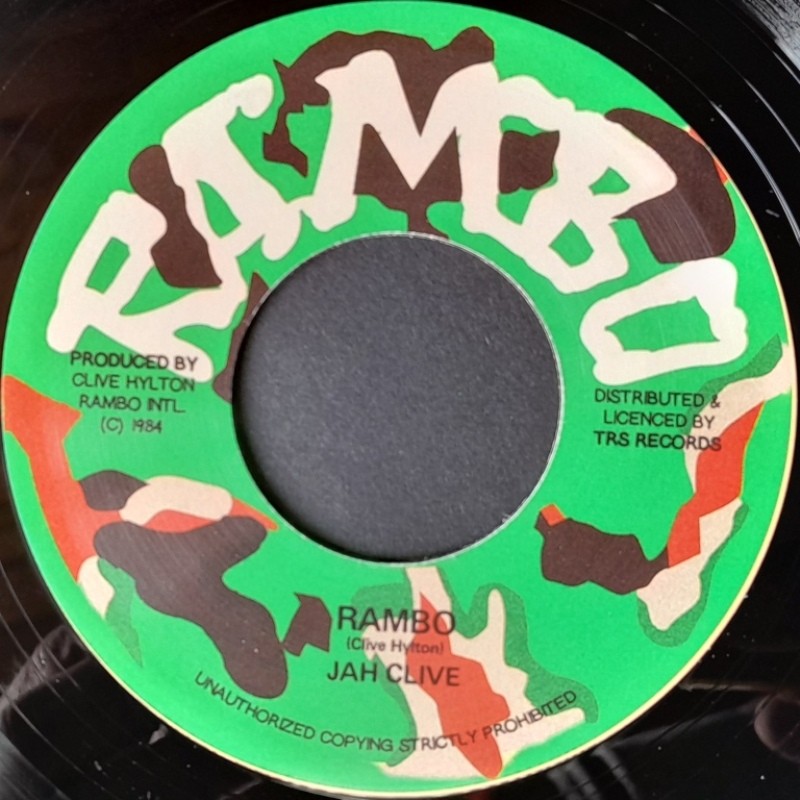 RAMBO
PRODUCED BY
CLIVE HYLTON
RAMBO INTL.
(C) 1984
DISTRIBUTED &
LICENCED BY
TRS RECORDS
RAMBO
(Clive Hylton)
JAH CLIVE
UNAUTHORIZED COPYING STRICTLY PROHIBITED